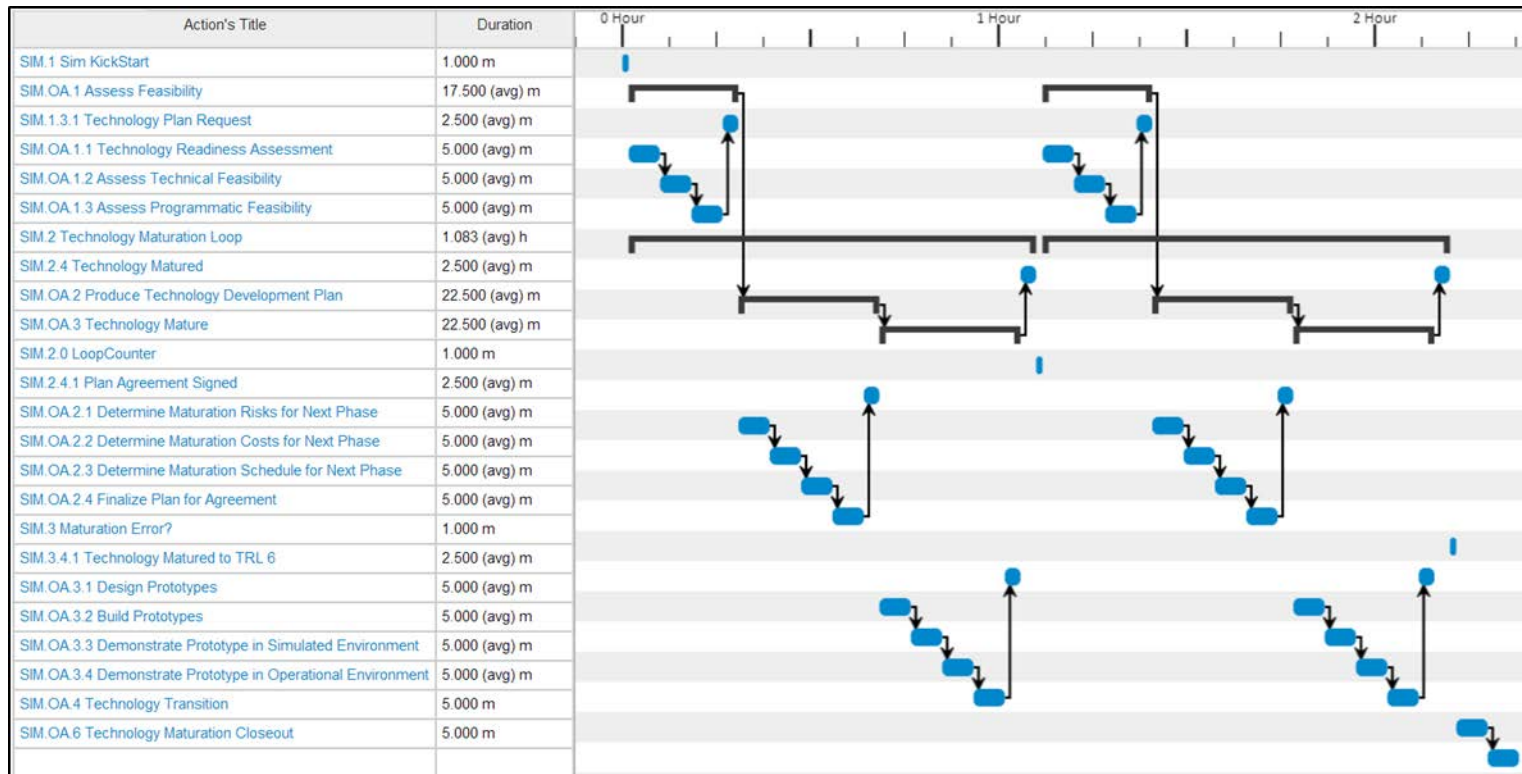 Action's Title Duration 0 Hour 1 Hour 2 Hour
SIM.1 Sim KickStart 1.000 m
SIM.OA.1 Assess Feasibility 17.500 (avg) m
SIM.1.3.1 Technology Plan Request 2.500 (avg) m
SIM.OA.1.1 Technology Readiness Assessment 5.000 (avg) m
SIM.OA.1.2 Assess Technical Feasibility 5.000 (avg) m
SIM.OA.1.3 Assess Programmatic Feasibility 5.000 (avg) m
SIM.2 Technology Maturation Loop 1.083 (avg) h
SIM.2.4 Technology Matured 2.500 (avg) m
SIM.OA.2 Produce Technology Development Plan 22.500 (avg) m
SIM.OA.3 Technology Mature 22.500 (avg) m
SIM.2.0 LoopCounter 1.000 m
SIM.2.4.1 Plan Agreement Signed 2.500 (avg) m
SIM.OA.2.1 Determine Maturation Risks for Next Phase 5.000 (avg) m
SIM.OA.2.2 Determine Maturation Costs for Next Phase 5.000 (avg) m
SIM.OA.2.3 Determine Maturation Schedule for Next Phase 5.000 (avg) m
SIM.OA.2.4 Finalize Plan for Agreement 5.000 (avg) m
SIM.3 Maturation Error? 1.000 m
SIM.3.4.1 Technology Matured to TRL 6 2.500 (avg) m
SIM.OA.3.1 Design Prototypes 5.000 (avg) m
SIM.OA.3.2 Build Prototypes 5.000 (avg) m
SIM.OA.3.3 Demonstrate Prototype in Simulated Environment 5.000 (avg) m
SIM.OA.3.4 Demonstrate Prototype in Operational Environment 5.000 (avg) m
SIM.OA.4 Technology Transition 5.000 m
SIM.OA.6 Technology Maturation Closeout 5.000 m